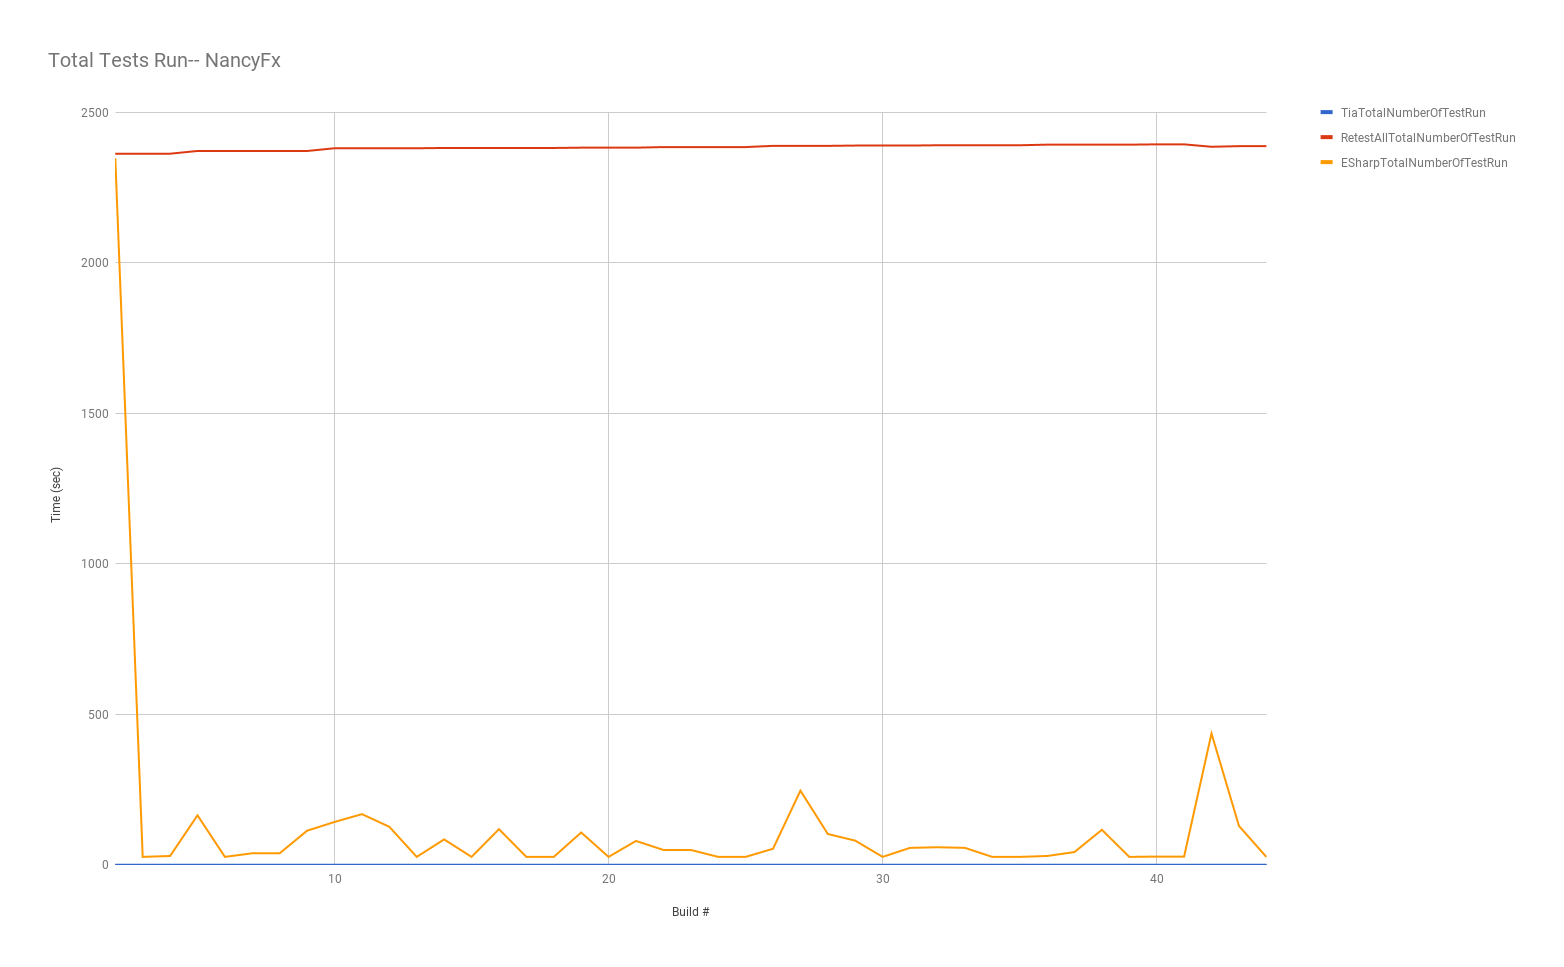 Total Tests Run-- NancyFx
2500
2000
1500
1000
500
0
Time (sec)
10
20
30
40
Build #
TiaTotalNumberOfTestRun
RetestAllTotalNumberOfTestRun
ESharpTotalNumberOfTestRun